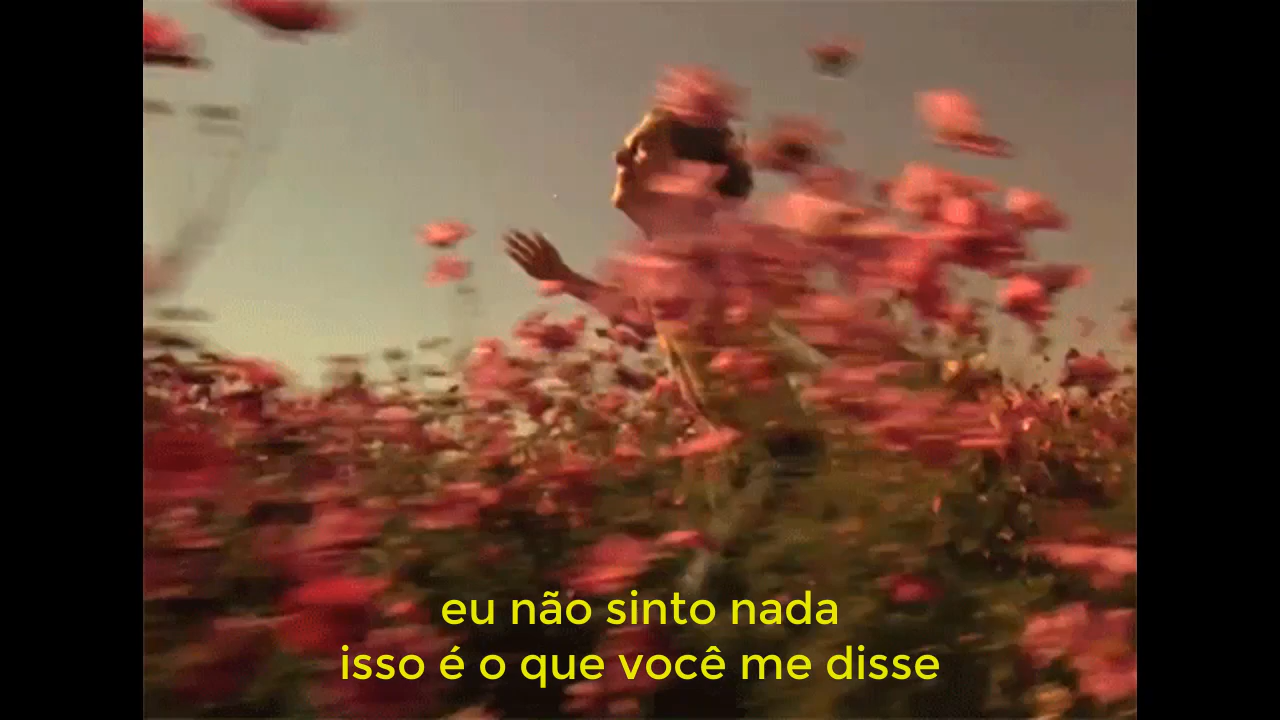 eu não sinto nada
isso é o que você me disse